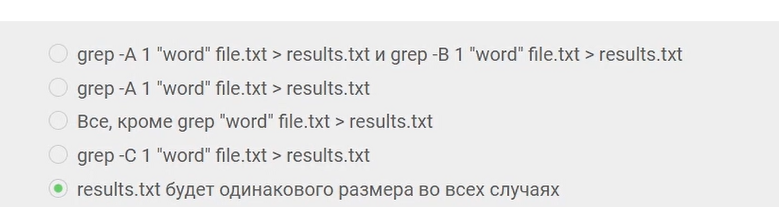 grep -A 1 "word" file.txt > results.txt и grep -B 1 "word" file.txt > results.txt
grep -A 1 "word" file.txt > results.txt
Все, кроме grep "word" file.txt > results.txt
grep -C 1 "word" file.txt > results.txt
results.txt будет одинакового размера во всех случаях